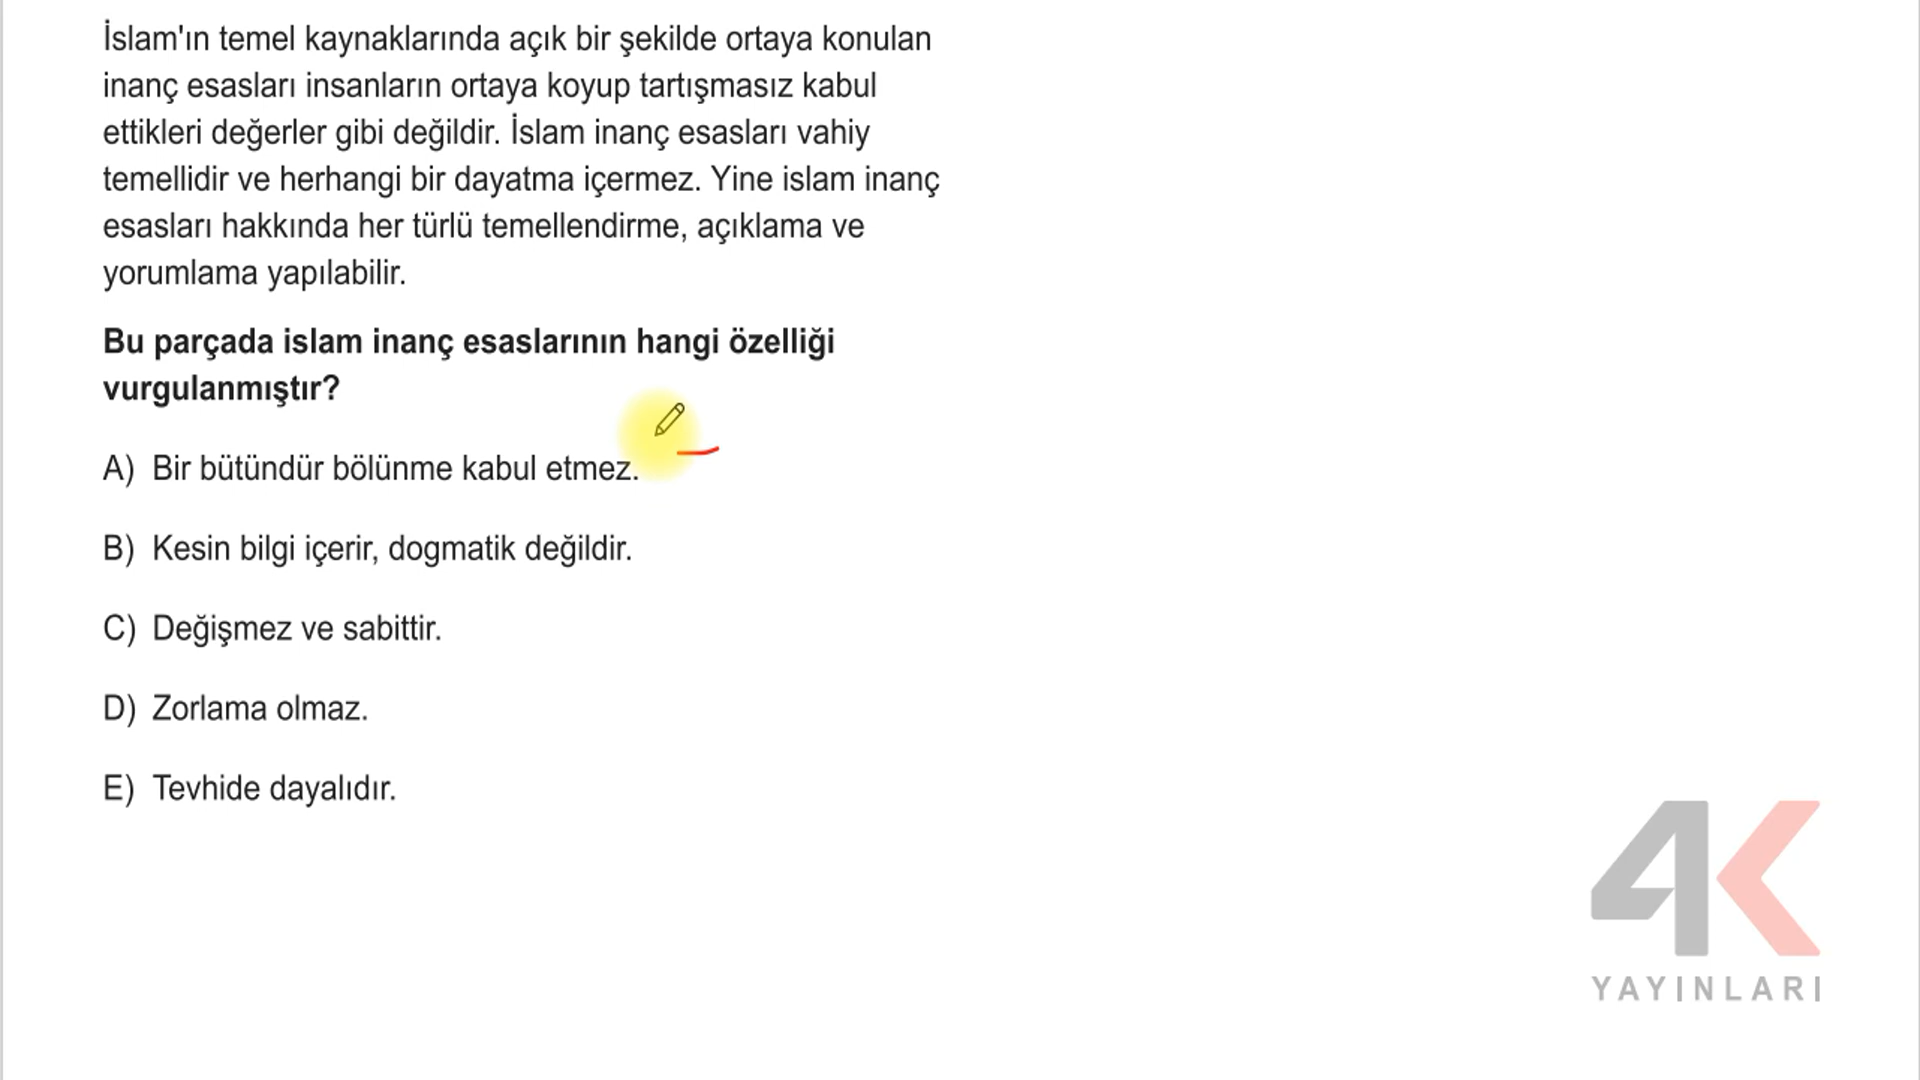 İslam'ın temel kaynaklarında açık bir şekilde ortaya konulan
inanç esasları insanların ortaya koyup tartışmasız kabul
ettikleri değerler gibi değildir. İslam inanç esasları vahiy
temellidir ve herhangi bir dayatma içermez. Yine islam inanç
esasları hakkında her türlü temellendirme, açıklama ve
yorumlama yapılabilir.
Bu parçada islam inanç esaslarının hangi özelliği
vurgulanmıştır?
A) Bir bütündür bölünme kabul etmez.
B) Kesin bilgi içerir, dogmatik değildir.
C) Değişmez ve sabittir.
D) Zorlama olmaz.
E) Tevhide dayalıdır.
4K
YAYINLARI